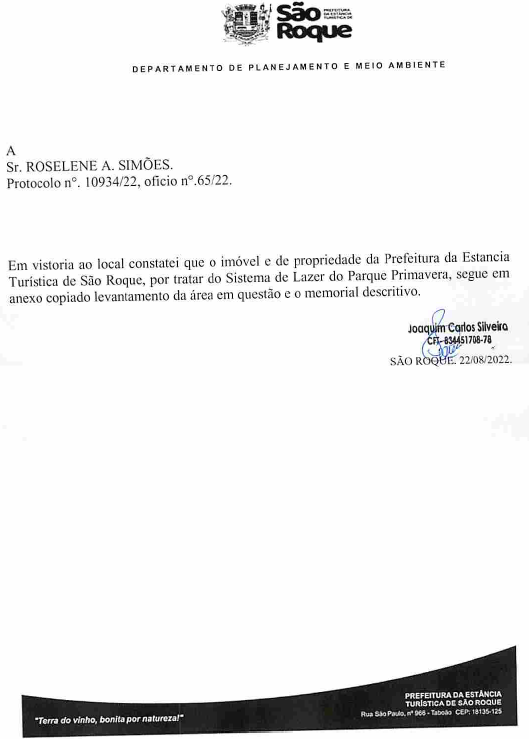 São
Roque
PREFEITURA
DA ESTÂNCIA
TURÍSTICA DE
DEPARTAMENTO DE PLANEJAMENTO E MEIO AMBIENTE
A
Sr. ROSELENE A. SIMÕES.
Protocolo nº. 10934/22, oficio nº.65/22.
Em vistoria ao local constatei que o imóvel e de propriedade da Prefeitura da Estancia
Turística de São Roque, por tratar do Sistema de Lazer do Parque Primavera, segue em
anexo copiado levantamento da área em questão e o memorial descritivo.
Joaquim Carlos Silveira
CFT- 834451708-78
SÃO ROQUE. 22/08/2022.
"Terra do vinho, bonita por natureza!"
PREFEITURA DA ESTÂNCIA
TURÍSTICA DE SÃO ROQUE
Rua São Paulo, nº 966 - Taboão CEP: 18135-125